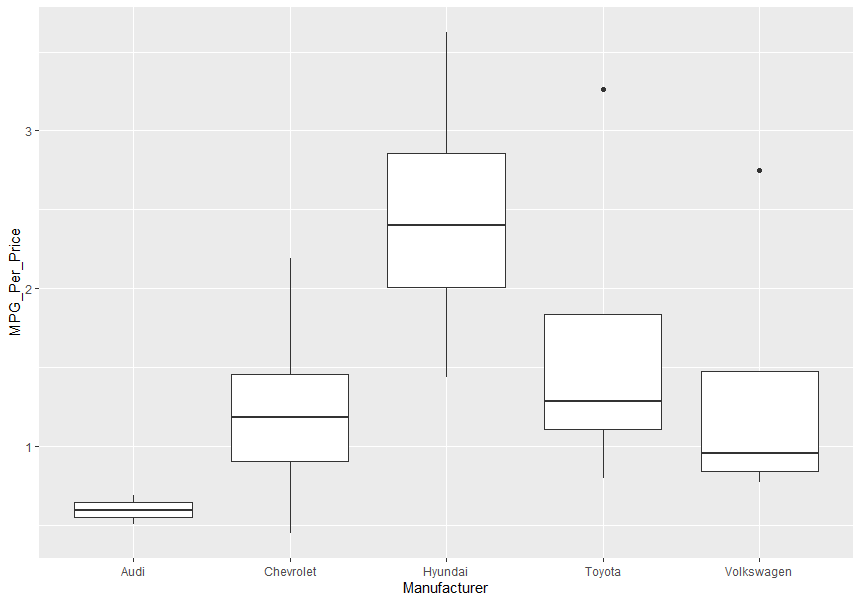 MPG_Per_Price
3
2
1
Audi Chevrolet Hyundai Toyota Volkswagen
Manufacturer